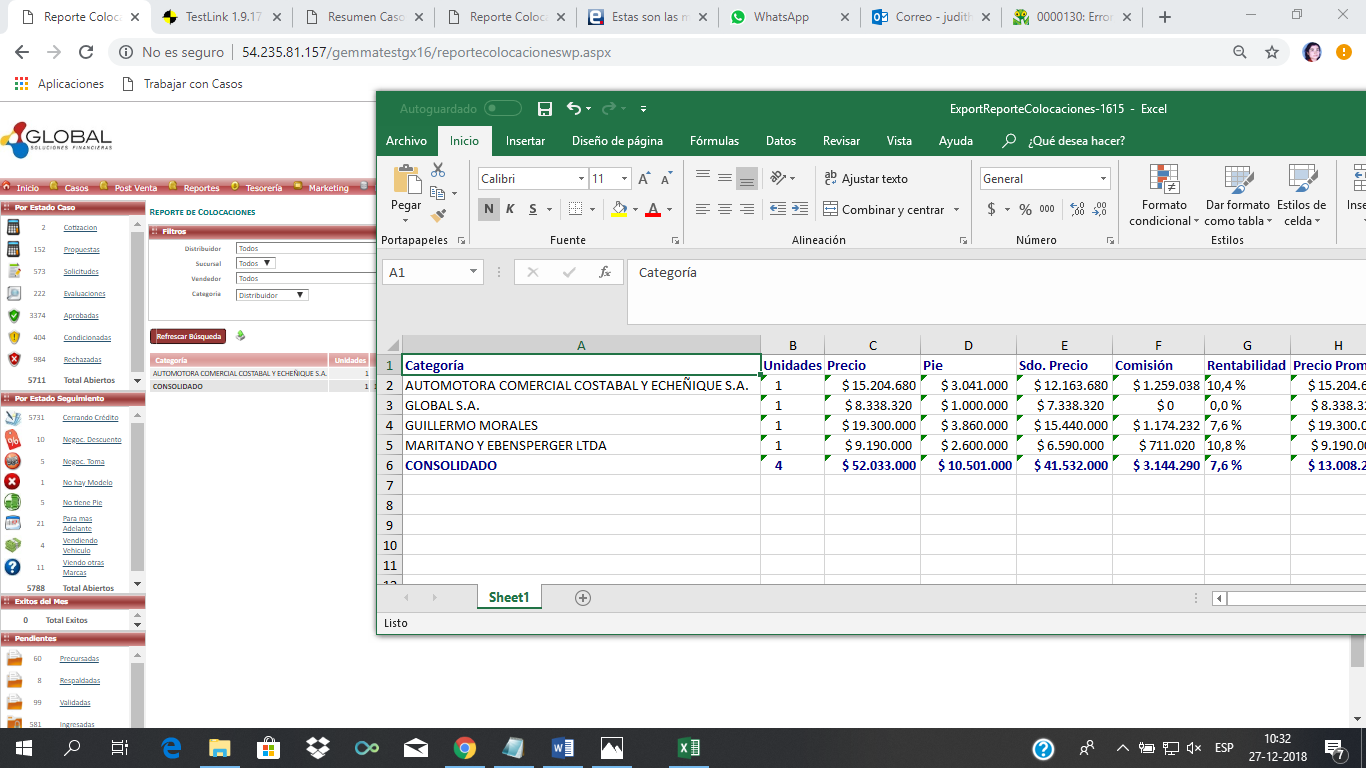 Reporte Coloc
TestLink 1.9.17
Resumen Caso
Reporte Coloca
Estas son las m
WhatsApp
Correo - judith
0000130: Error
No es seguro | 54.235.81.157/gemmatestgx16/reportecolocacioneswp.aspx
Aplicaciones
Trabajar con Casos
GLOBAL
SOLUCIONES FINANCIERAS
Inicio Casos Post Venta Reportes Tesorería Marketing
Por Estado Caso
2 Cotizacion
152 Propuestas
573 Solicitudes
222 Evaluaciones
3374 Aprobadas
404 Condicionadas
984 Rechazadas
5711 Total Abiertos
Por Estado Seguimiento
5731 Cerrando Crédito
10 Negoc. Descuento
5 Negoc. Toma
1 No hay Modelo
5 No tiene Pie
21 Para mas Adelante
4 Vendiendo Vehiculo
11 Viendo otras Marcas
5788 Total Abiertos
Exitos del Mes
0 Total Exitos
Pendientes
60 Precursadas
8 Respaldadas
99 Validadas
581 Ingresadas
REPORTE DE COLOCACIONES
Filtros
Distribuidor Todos
Sucursal Todos
Vendedor Todos
Categoria Distribuidor
Refrescar Búsqueda
Categoría Unidades
AUTOMOTORA COMERCIAL COSTABAL Y ECHEÑIQUE S.A. 1
CONSOLIDADO 1
Autoguardado
ExportReporteColocaciones-1615 - Excel
Archivo Inicio Insertar Diseño de página Fórmulas Datos Revisar Vista Ayuda ¿Qué desea hacer?
Pegar
Portapapeles
Calibri 11
N K S
Fuente
Ajustar texto
Combinar y centrar
Alineación
General
$ % 000
Número
Formato condicional
Dar formato como tabla
Estilos de celda
Estilos
Inse
A1 fx Categoría
A B C D E F G H
1 Categoría Unidades Precio Pie Sdo. Precio Comisión Rentabilidad Precio Prom
2 AUTOMOTORA COMERCIAL COSTABAL Y ECHEÑIQUE S.A. 1 $ 15.204.680 $ 3.041.000 $ 12.163.680 $ 1.259.038 10,4 % $ 15.204.6
3 GLOBAL S.A. 1 $ 8.338.320 $ 1.000.000 $ 7.338.320 $ 0 0,0 % $ 8.338.3
4 GUILLERMO MORALES 1 $ 19.300.000 $ 3.860.000 $ 15.440.000 $ 1.174.232 7,6 % $ 19.300.0
5 MARITANO Y EBENSPERGER LTDA 1 $ 9.190.000 $ 2.600.000 $ 6.590.000 $ 711.020 10,8 % $ 9.190.0
6 CONSOLIDADO 4 $ 52.033.000 $ 10.501.000 $ 41.532.000 $ 3.144.290 7,6 % $ 13.008.2
7
8
9
10
11
Sheet1
Listo
ESP
10:32
27-12-2018
7